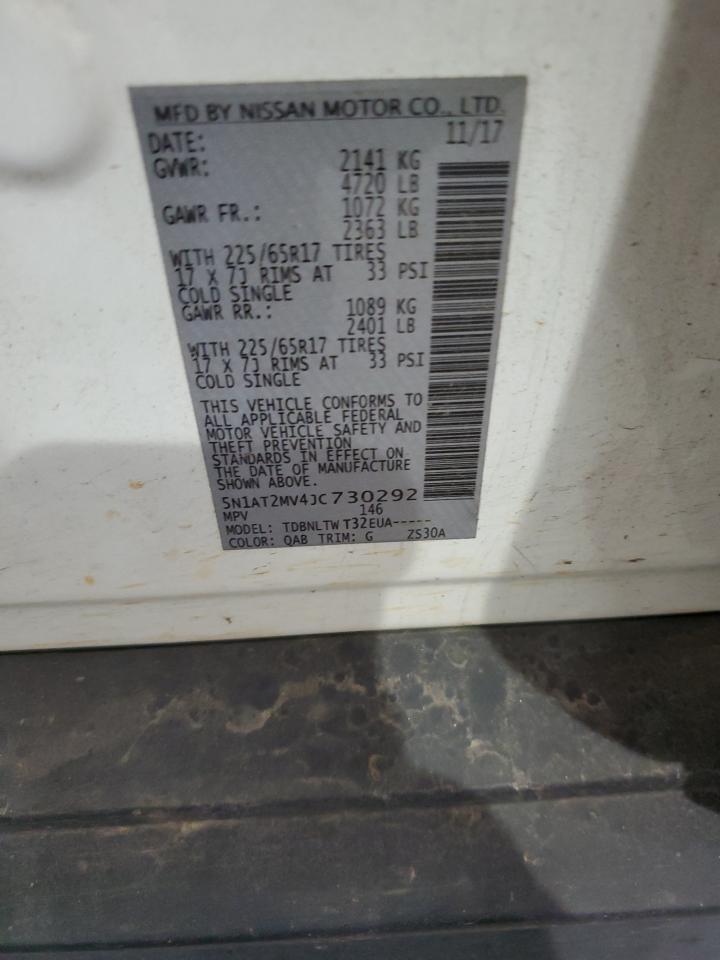 MFD BY NISSAN MOTOR CO., LTD.
DATE: 11/17
GVWR: 2141 KG
4720 LB
GAWR FR.: 1072 KG
2363 LB
WITH 225/65R17 TIRES
17 X 7J RIMS AT 33 PSI
COLD SINGLE
GAWR RR.: 1089 KG
2401 LB
WITH 225/65R17 TIRES
17 X 7J RIMS AT 33 PSI
COLD SINGLE
THIS VEHICLE CONFORMS TO
ALL APPLICABLE FEDERAL
MOTOR VEHICLE SAFETY AND
THEFT PREVENTION
STANDARDS IN EFFECT ON
THE DATE OF MANUFACTURE
SHOWN ABOVE.
5N1AT2MV4JC730292
MPV 146
MODEL: TDBNLTW T32EUA-----
COLOR: QAB TRIM: G ZS30A